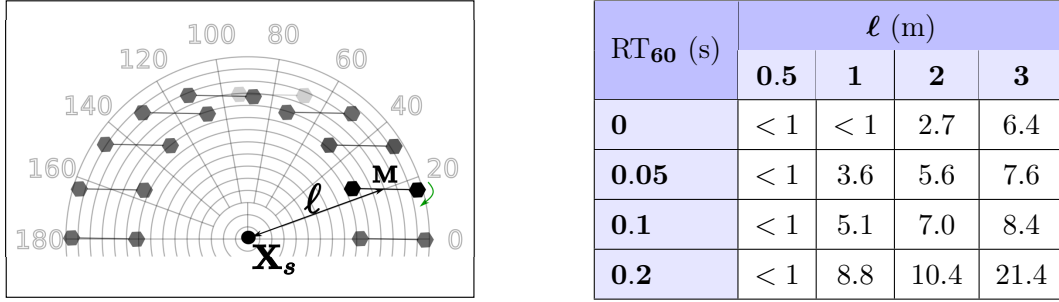 100 80
120 60
140 40
160 20
180 0
M
ℓ
X_s
RT60 (s) ℓ (m)
0.5 1 2 3
0 < 1 < 1 2.7 6.4
0.05 < 1 3.6 5.6 7.6
0.1 < 1 5.1 7.0 8.4
0.2 < 1 8.8 10.4 21.4